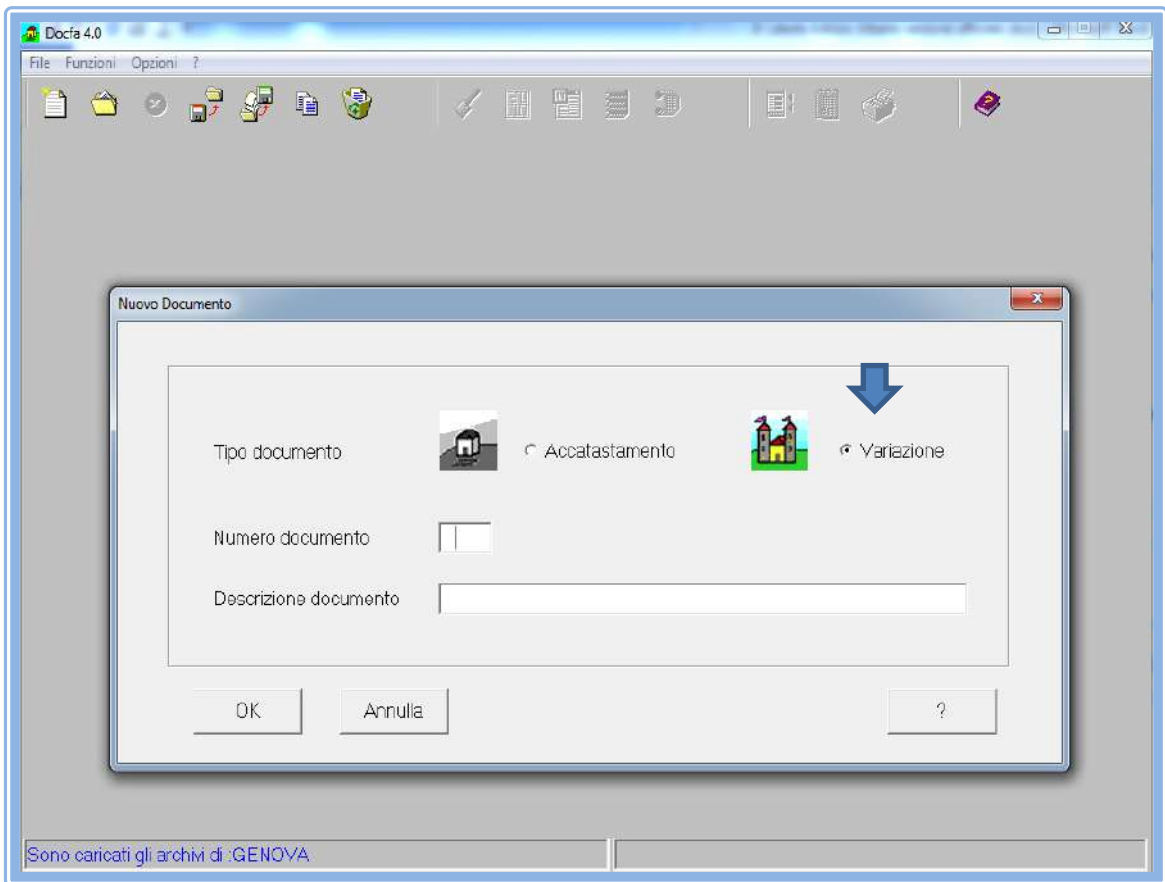 Docfa 4.0
File Funzioni Opzioni ?
Nuovo Documento
Tipo documento Accatastamento Variazione
Numero documento
Descrizione documento
OK Annulla ?
Sono caricati gli archivi di :GENOVA